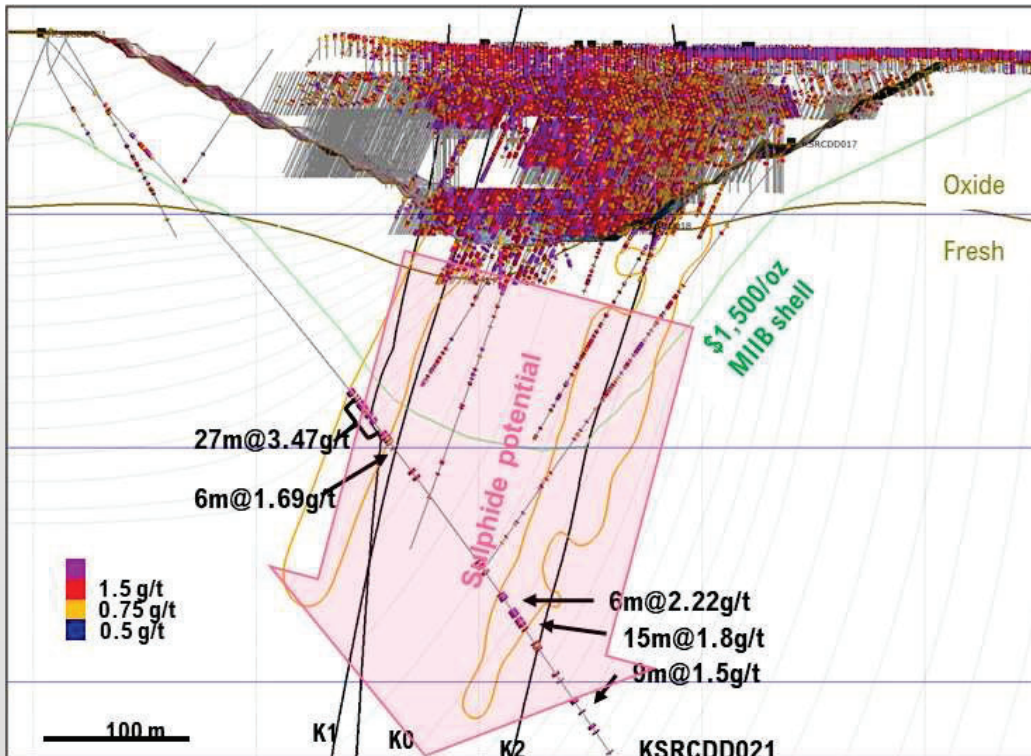 KSRCDD017
Oxide
Fresh
$1,500/oz
MIIB shell
Sulphide potential
27m@3.47g/t
6m@1.69g/t
1.5 g/t
0.75 g/t
0.5 g/t
6m@2.22g/t
15m@1.8g/t
9m@1.5g/t
100 m
K1
K0
K2
KSRCDD021